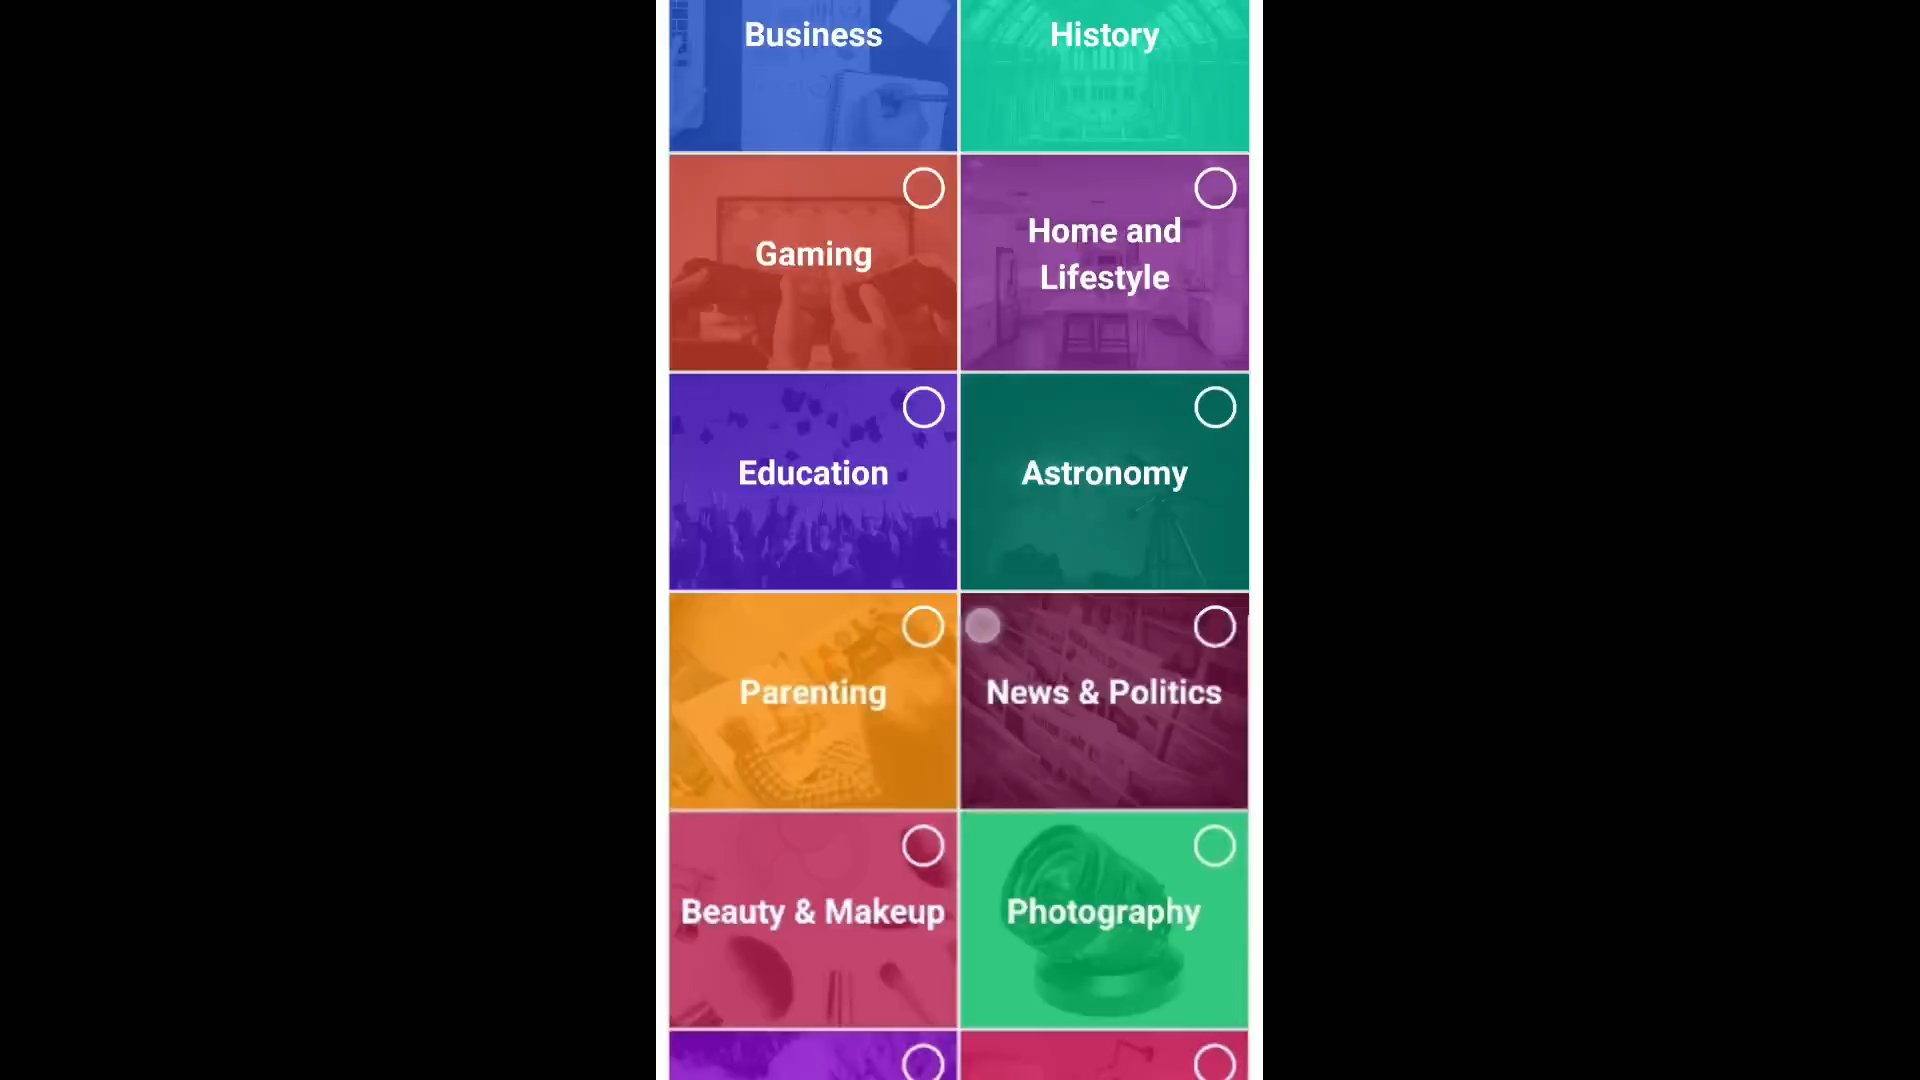 Business
History
Gaming
Home and
Lifestyle
Education
Astronomy
Parenting
News & Politics
Beauty & Makeup
Photography